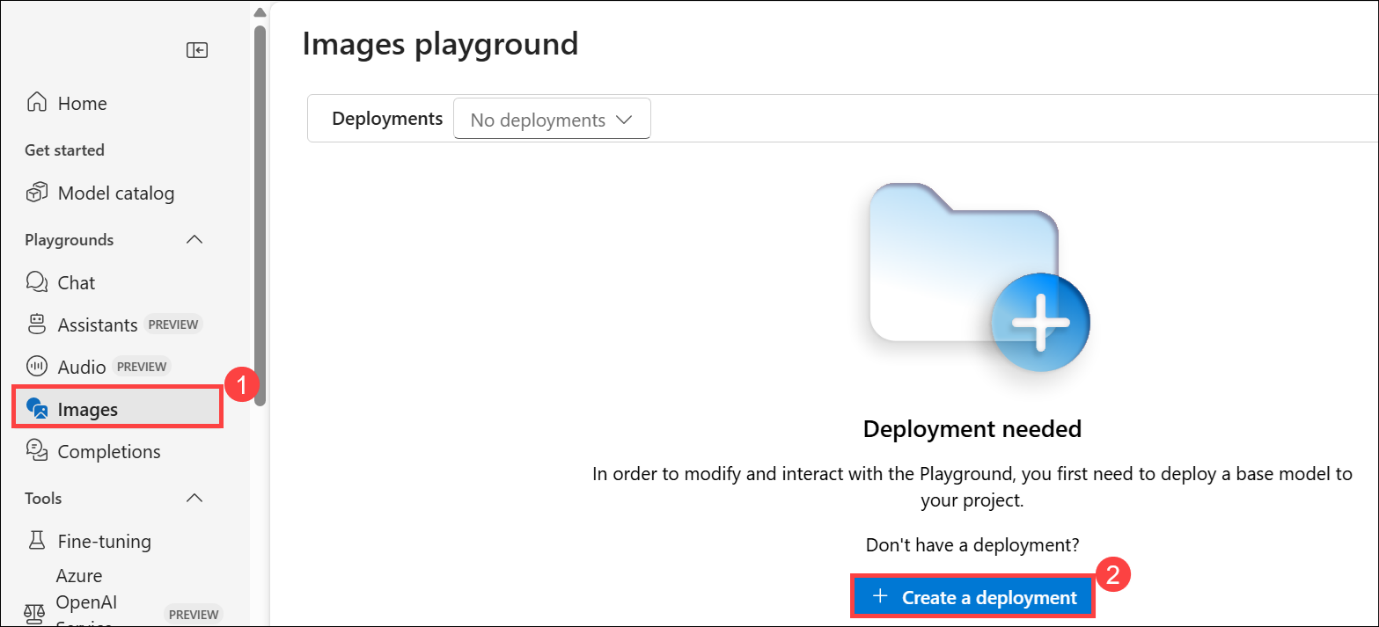 Home
Get started
Model catalog
Playgrounds
Chat
Assistants PREVIEW
Audio PREVIEW
Images
1
Completions
Tools
Fine-tuning
Azure
OpenAI
Service
PREVIEW
Images playground
Deployments No deployments
Deployment needed
In order to modify and interact with the Playground, you first need to deploy a base model to
your project.
Don't have a deployment?
2
Create a deployment